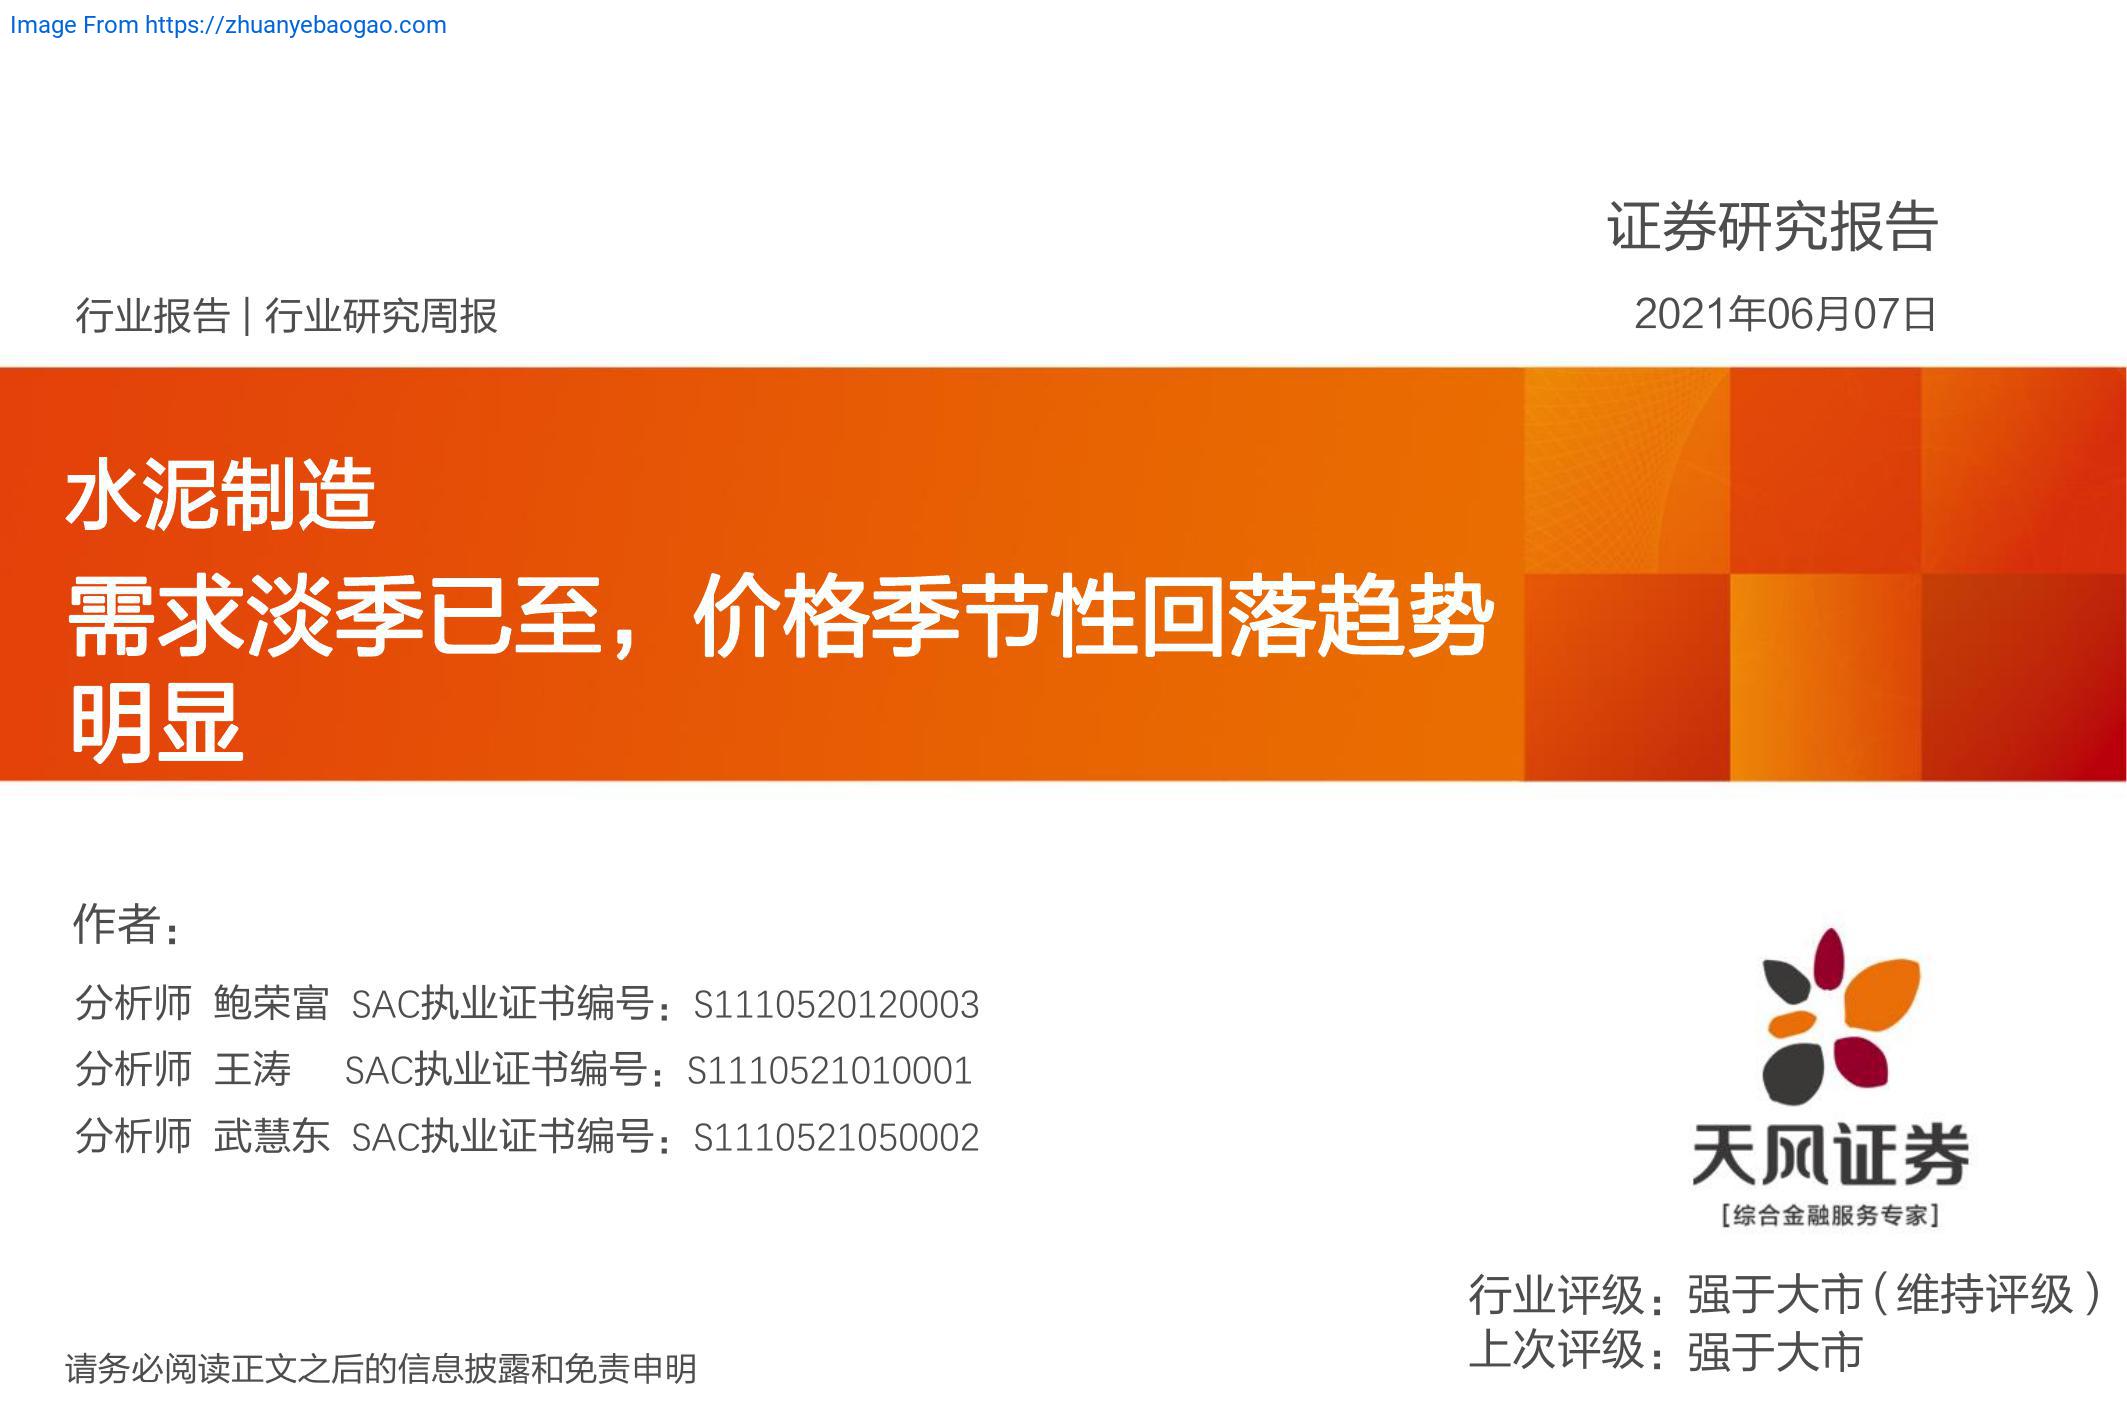 Image From https://zhuanyebaogao.com
证券研究报告
行业报告 | 行业研究周报
2021年06月07日
水泥制造
需求淡季已至，价格季节性回落趋势
明显
作者：
分析师 鲍荣富 SAC执业证书编号：S1110520120003
分析师 王涛 SAC执业证书编号：S1110521010001
分析师 武慧东 SAC执业证书编号：S1110521050002
天风证券
[综合金融服务专家]
行业评级：强于大市（维持评级）
上次评级：强于大市
请务必阅读正文之后的信息披露和免责申明